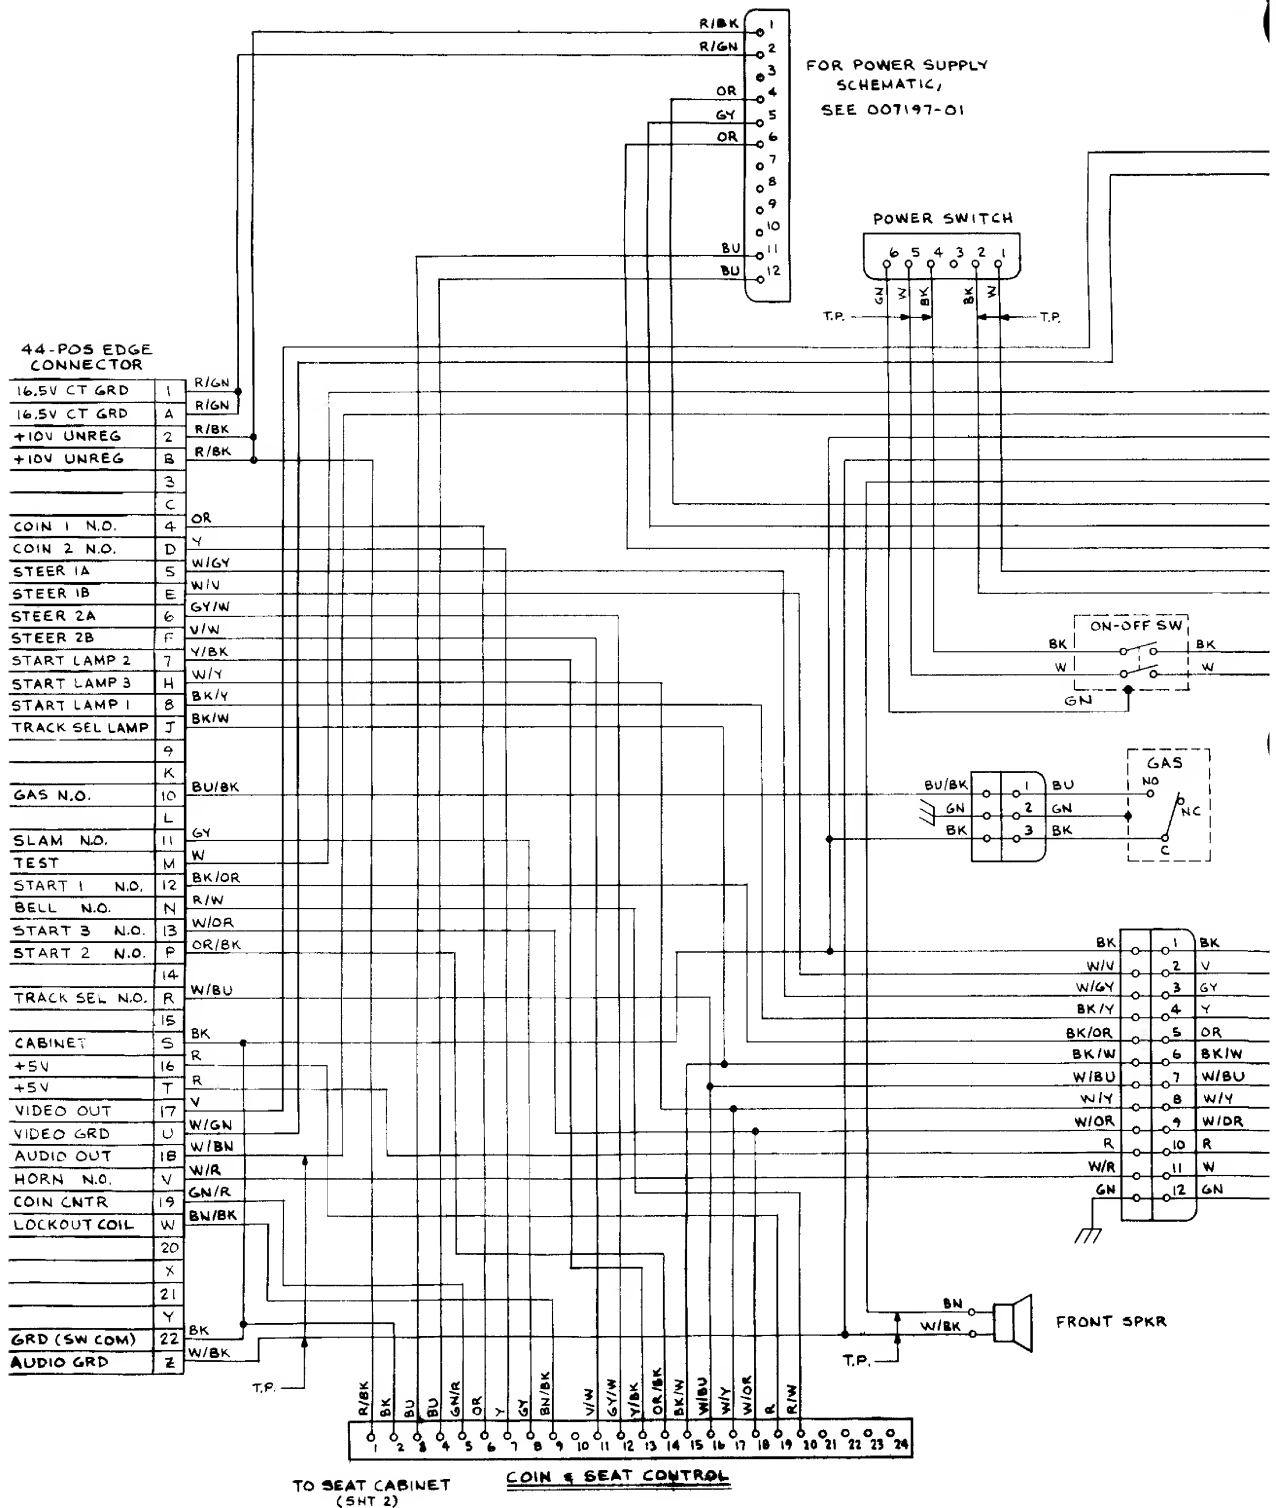 R/BK 1
R/GN 2
3
OR 4
GY 5
OR 6
7
8
9
10
BU 11
BU 12
FOR POWER SUPPLY
SCHEMATIC,
SEE 007197-01
POWER SWITCH
6 5 4 3 2 1
GN W BK BK W
T.P. T.P.
44-POS EDGE
CONNECTOR
16.5V CT GRD 1 R/GN
16.5V CT GRD A R/GN
+10V UNREG 2 R/BK
+10V UNREG B R/BK
3
C
COIN 1 N.O. 4 OR
COIN 2 N.O. D Y
STEER 1A 5 W/GY
STEER 1B E W/V
STEER 2A 6 GY/W
STEER 2B F V/W
START LAMP 2 7 Y/BK
START LAMP 3 H W/Y
START LAMP 1 8 BK/Y
TRACK SEL LAMP J BK/W
9
K
GAS N.O. 10 BU/BK
L
SLAM N.O. 11 GY
TEST M W
START 1 N.O. 12 BK/OR
BELL N.O. N R/W
START 3 N.O. 13 W/OR
START 2 N.O. P OR/BK
14
TRACK SEL N.O. R W/BU
15
CABINET S BK
+5V 16 R
+5V T R
VIDEO OUT 17 V
VIDEO GRD U W/GN
AUDIO OUT 18 W/BN
HORN N.O. V W/R
COIN CNTR 19 GN/R
LOCKOUT COIL W BN/BK
20
X
21
Y
GRD (SW COM) 22 BK
AUDIO GRD Z W/BK
T.P.
ON-OFF SW
BK BK
W W
GN
GAS
BU/BK 1 BU NO
GN 2 GN NC
BK 3 BK C
BK 1 BK
W/V 2 V
W/GY 3 GY
BK/Y 4 Y
BK/OR 5 OR
BK/W 6 BK/W
W/BU 7 W/BU
W/Y 8 W/Y
W/OR 9 W/OR
R 10 R
W/R 11 W
GN 12 GN
BN
W/BK
FRONT SPKR
T.P.
R/BK BK BU BU GN/R OR Y GY BN/BK V/W GY/W Y/BK OR/BK BK/W W/BU W/Y W/OR R R/W
1 2 3 4 5 6 7 8 9 10 11 12 13 14 15 16 17 18 19 20 21 22 23 24
TO SEAT CABINET
(SHT 2)
COIN & SEAT CONTROL